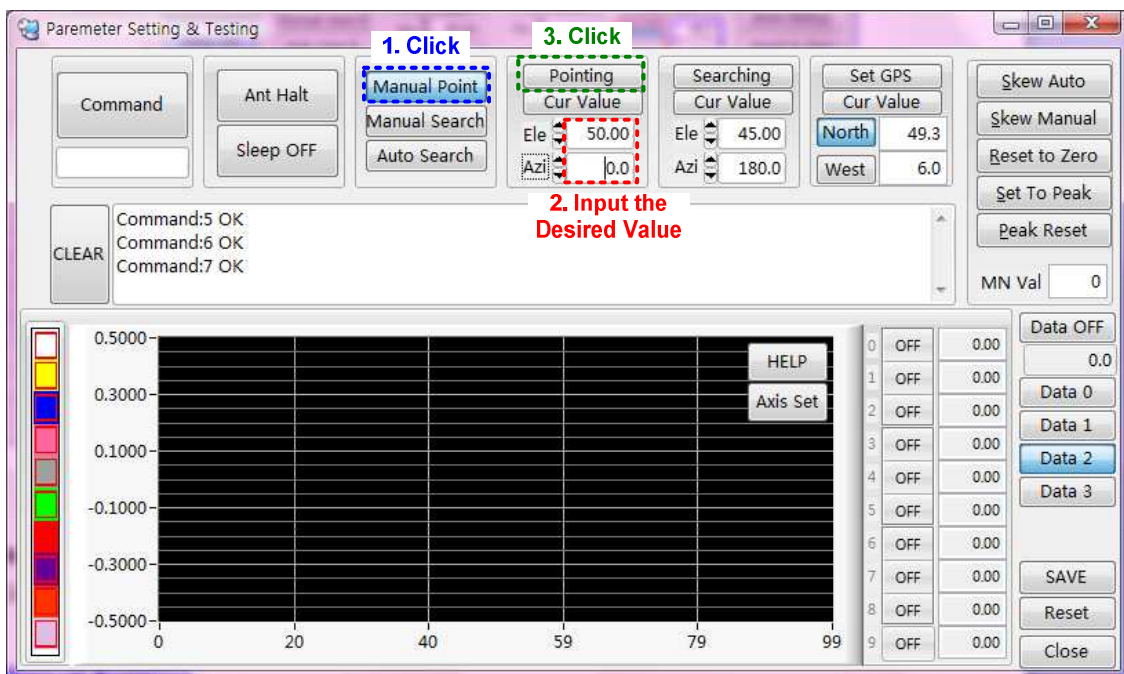 Paremeter Setting & Testing
1. Click
3. Click
Command
Ant Halt
Sleep OFF
Manual Point
Manual Search
Auto Search
Pointing
Cur Value
Ele 50.00
Azi 0.0
2. Input the
Desired Value
Searching
Cur Value
Ele 45.00
Azi 180.0
Set GPS
Cur Value
North 49.3
West 6.0
Skew Auto
Skew Manual
Reset to Zero
Set To Peak
Peak Reset
MN Val 0
CLEAR
Command:5 OK
Command:6 OK
Command:7 OK
0.5000
0.3000
0.1000
-0.1000
-0.3000
-0.5000
0 20 40 59 79 99
HELP
Axis Set
0 OFF 0.00
1 OFF 0.00
2 OFF 0.00
3 OFF 0.00
4 OFF 0.00
5 OFF 0.00
6 OFF 0.00
7 OFF 0.00
8 OFF 0.00
9 OFF 0.00
Data OFF
0.0
Data 0
Data 1
Data 2
Data 3
SAVE
Reset
Close